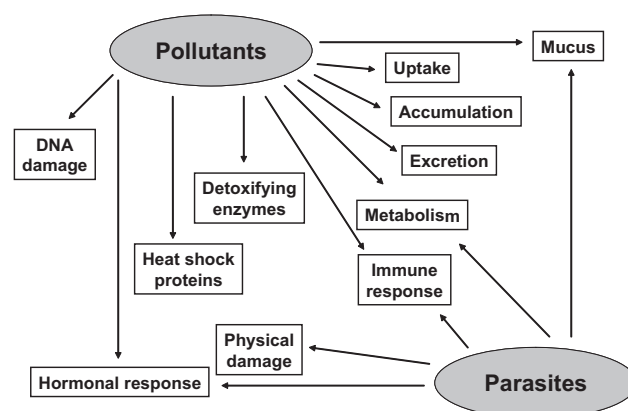 Pollutants
Mucus
Uptake
Accumulation
DNA
damage
Excretion
Detoxifying
enzymes
Metabolism
Heat shock
proteins
Immune
response
Physical
damage
Hormonal response
Parasites